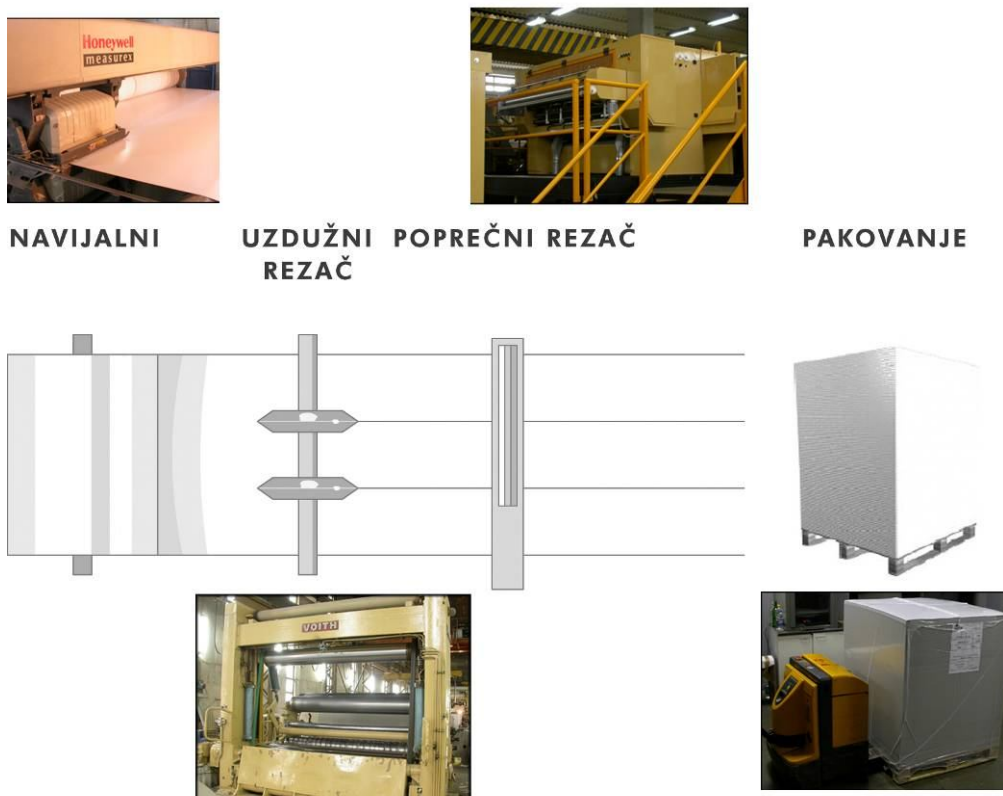 Honeywell
measurex
NAVIJALNI
UZDUŽNI
REZAČ
POPREČNI REZAČ
PAKOVANJE
VOITH